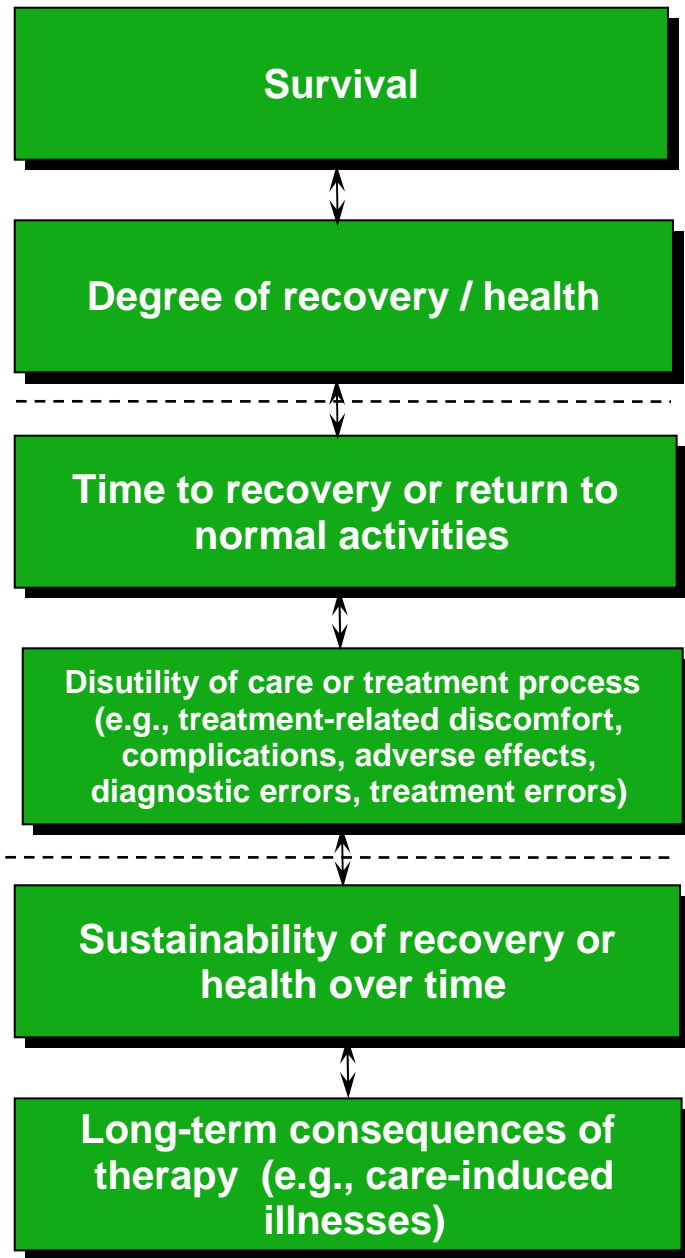 Survival
Degree of recovery / health
Time to recovery or return to
normal activities
Disutility of care or treatment process
(e.g., treatment-related discomfort,
complications, adverse effects,
diagnostic errors, treatment errors)
Sustainability of recovery or
health over time
Long-term consequences of
therapy  (e.g., care-induced
illnesses)